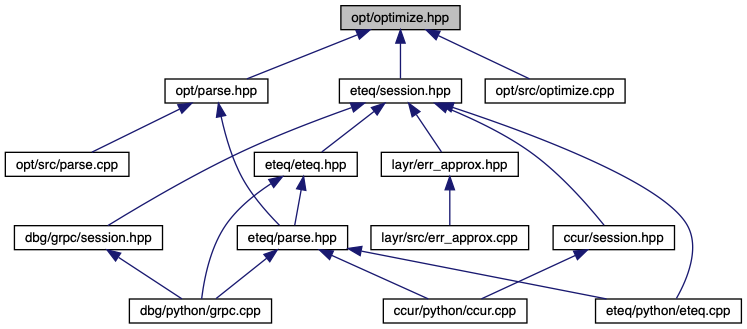 opt/optimize.hpp
opt/parse.hpp
eteq/session.hpp
opt/src/optimize.cpp
opt/src/parse.cpp
eteq/eteq.hpp
layr/err_approx.hpp
dbg/grpc/session.hpp
eteq/parse.hpp
layr/src/err_approx.cpp
ccur/session.hpp
dbg/python/grpc.cpp
ccur/python/ccur.cpp
eteq/python/eteq.cpp